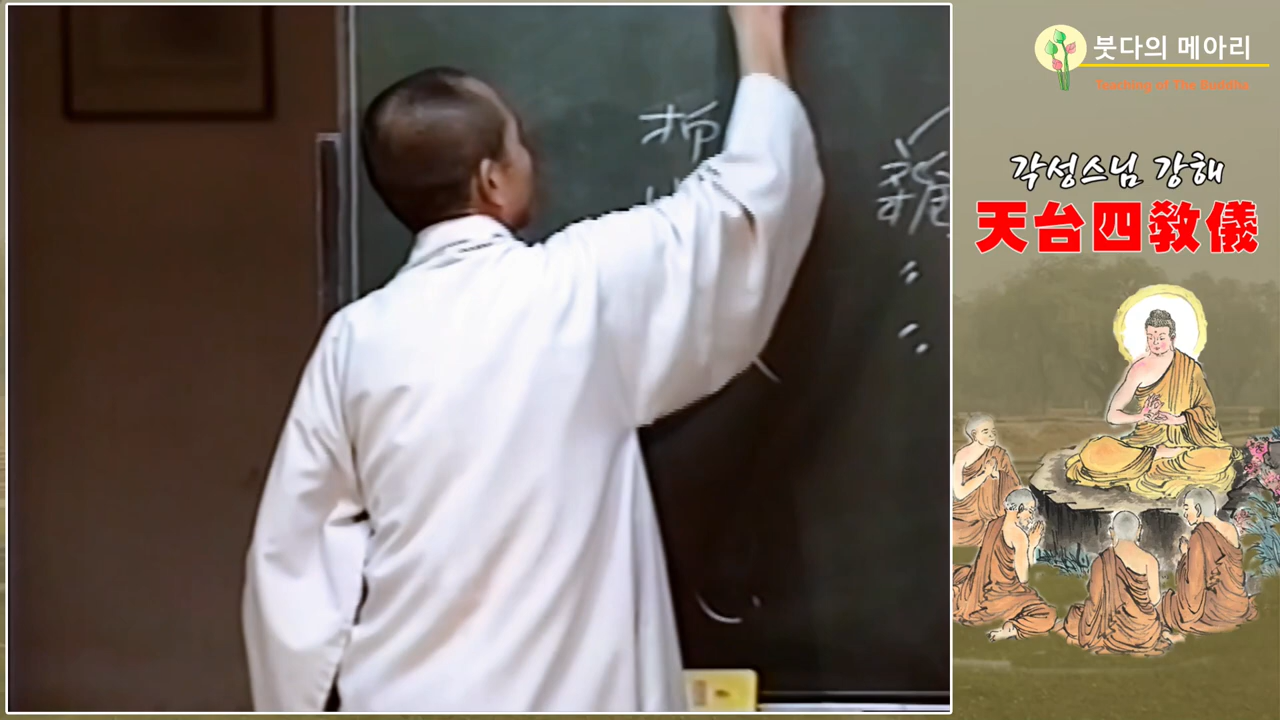 붓다의 메아리
Teaching of The Buddha
각성스님 강해
天台四敎儀